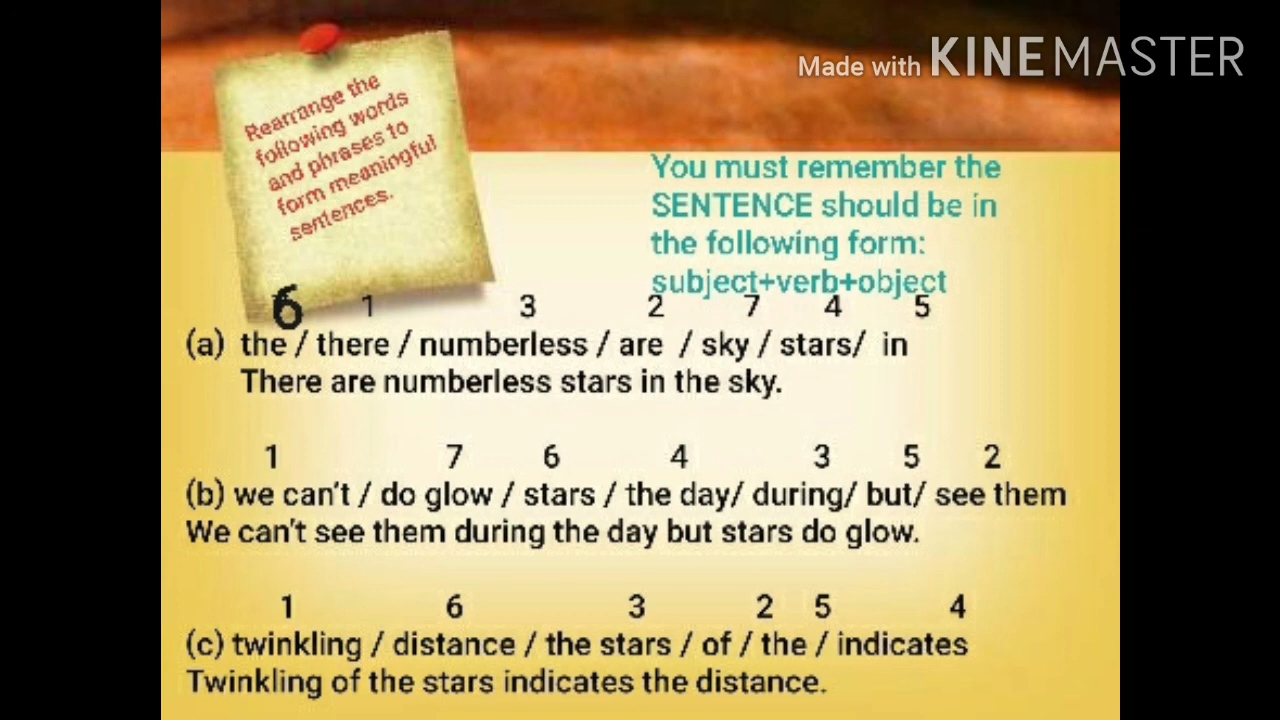 Made with KINEMASTER
Rearrange the
following words
and phrases to
form meaningful
sentences.
You must remember the
SENTENCE should be in
the following form:
subject+verb+object
6 1 3 2 7 4 5
(a) the / there / numberless / are / sky / stars/ in
There are numberless stars in the sky.
1 7 6 4 3 5 2
(b) we can't / do glow / stars / the day/ during/ but/ see them
We can't see them during the day but stars do glow.
1 6 3 2 5 4
(c) twinkling / distance / the stars / of / the / indicates
Twinkling of the stars indicates the distance.